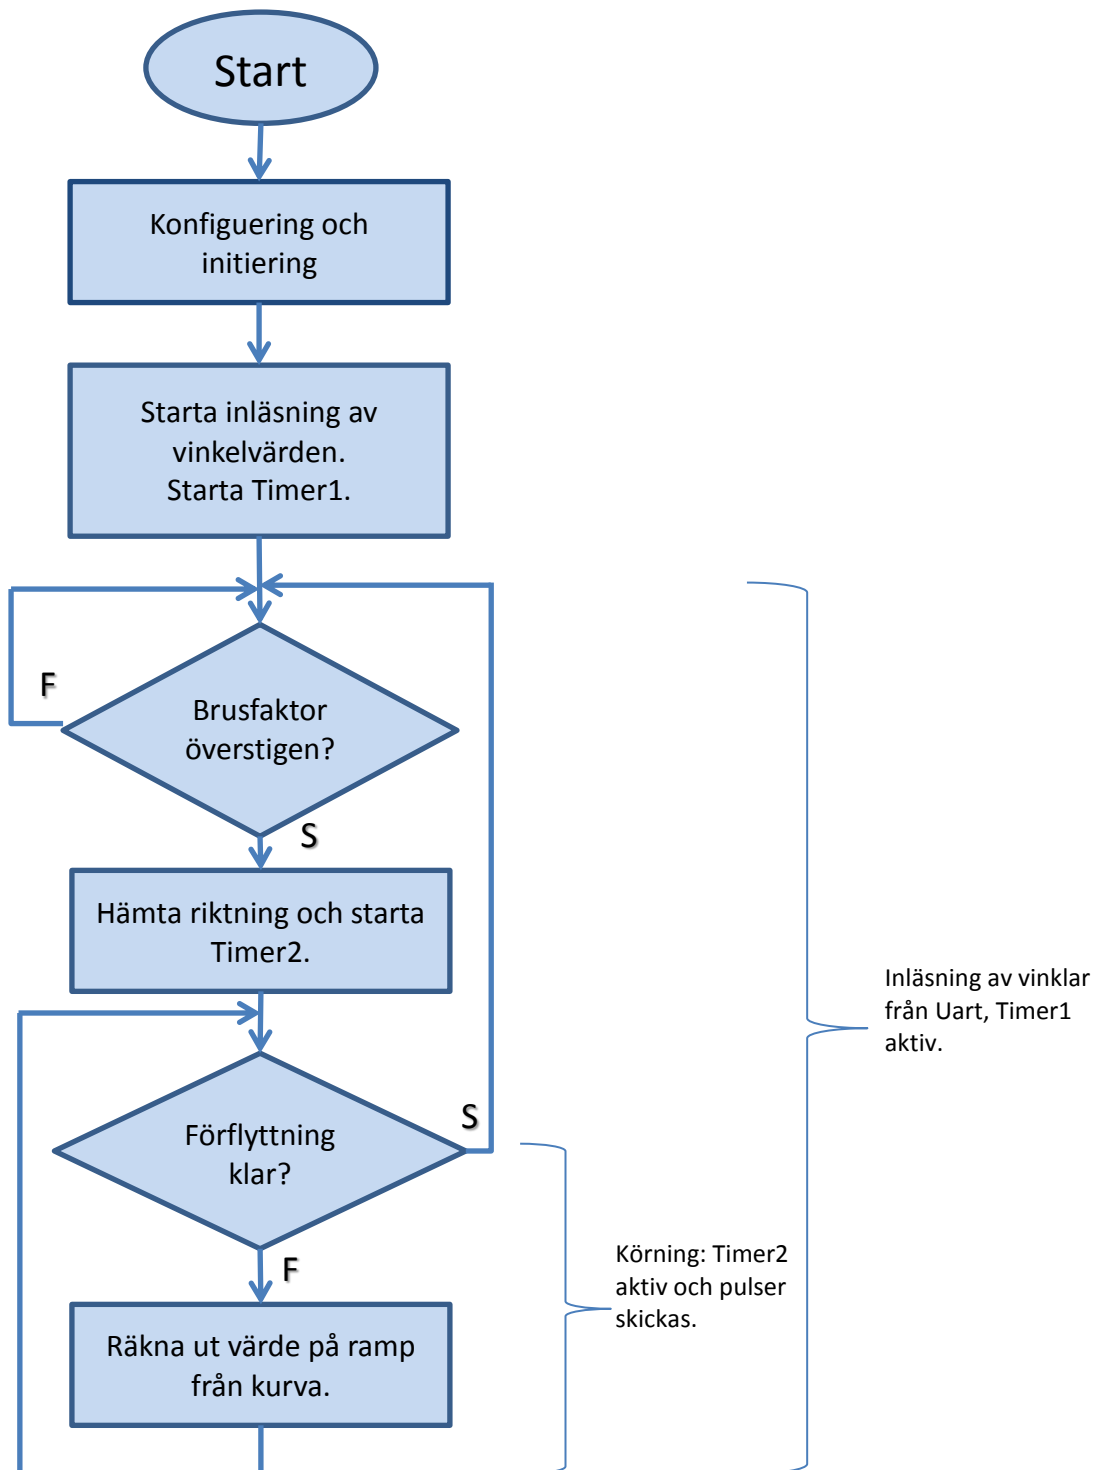 Start
Konfiguering och
initiering
Starta inläsning av
vinkelvärden.
Starta Timer1.
F
Brusfaktor
överstigen?
S
Hämta riktning och starta
Timer2.
Inläsning av vinklar
från Uart, Timer1
aktiv.
S
Förflyttning
klar?
F
Körning: Timer2
aktiv och pulser
skickas.
Räkna ut värde på ramp
från kurva.